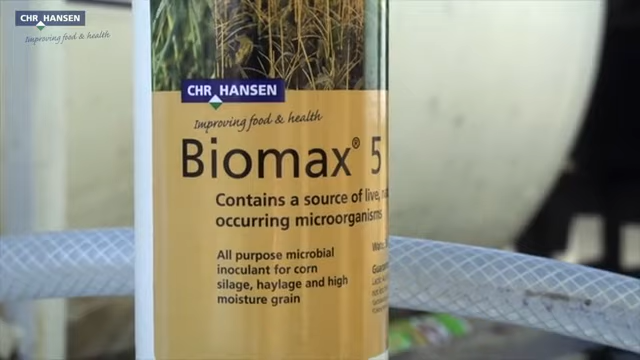 CHR HANSEN
Improving food & health
CHR HANSEN
Improving food & health
Biomax® 5
Contains a source of live,
occurring microorganisms
All purpose microbial
inoculant for corn
silage, haylage and high
moisture grain